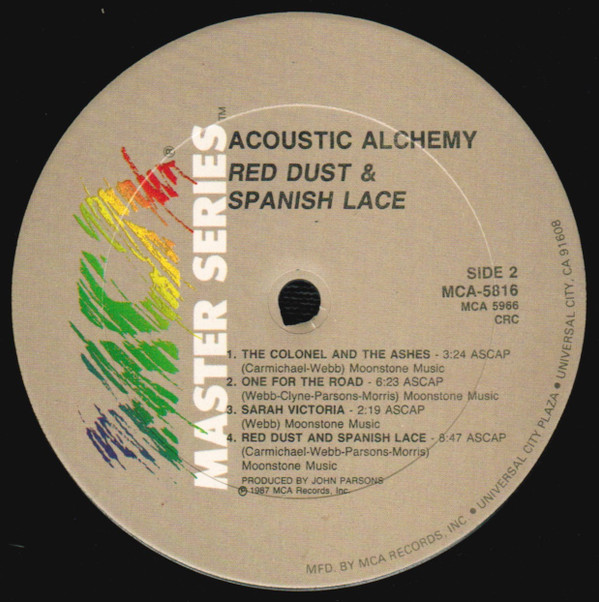 MCA ®
MASTER SERIES™
ACOUSTIC ALCHEMY
RED DUST &
SPANISH LACE
SIDE 2
MCA-5816
MCA 5966
CRC
1. THE COLONEL AND THE ASHES - 3:24 ASCAP
(Carmichael-Webb) Moonstone Music
2. ONE FOR THE ROAD - 6:23 ASCAP
(Webb-Clyne-Parsons-Morris) Moonstone Music
3. SARAH VICTORIA - 2:19 ASCAP
(Webb) Moonstone Music
4. RED DUST AND SPANISH LACE - 5:47 ASCAP
(Carmichael-Webb-Parsons-Morris)
Moonstone Music
PRODUCED BY JOHN PARSONS
℗ 1987 MCA Records, Inc.
MFD. BY MCA RECORDS, INC • UNIVERSAL CITY PLAZA • UNIVERSAL CITY, CA 91608